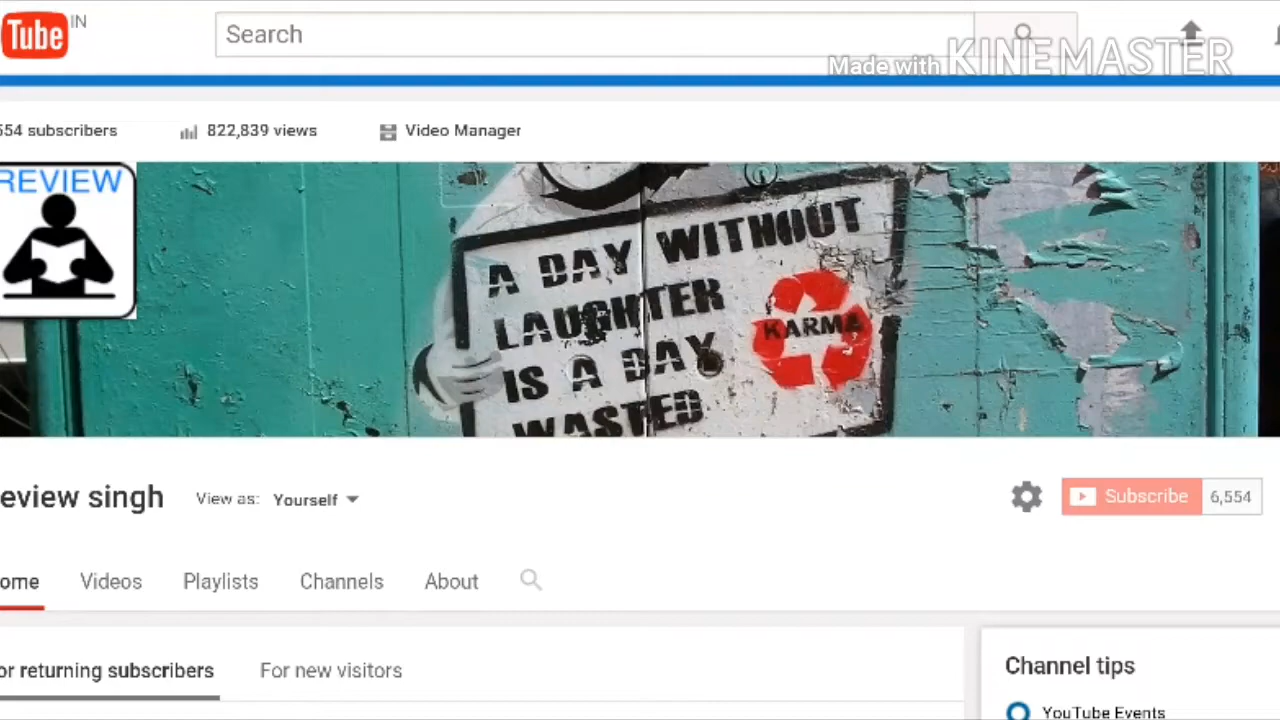 Tube IN
Search
Made with KINEMASTER
554 subscribers
822,839 views
Video Manager
REVIEW
A DAY WITHOUT
LAUGHTER
IS A DAY
WASTED
KARMA
eview singh
View as: Yourself
Subscribe 6,554
ome
Videos
Playlists
Channels
About
or returning subscribers
For new visitors
Channel tips
YouTube Events